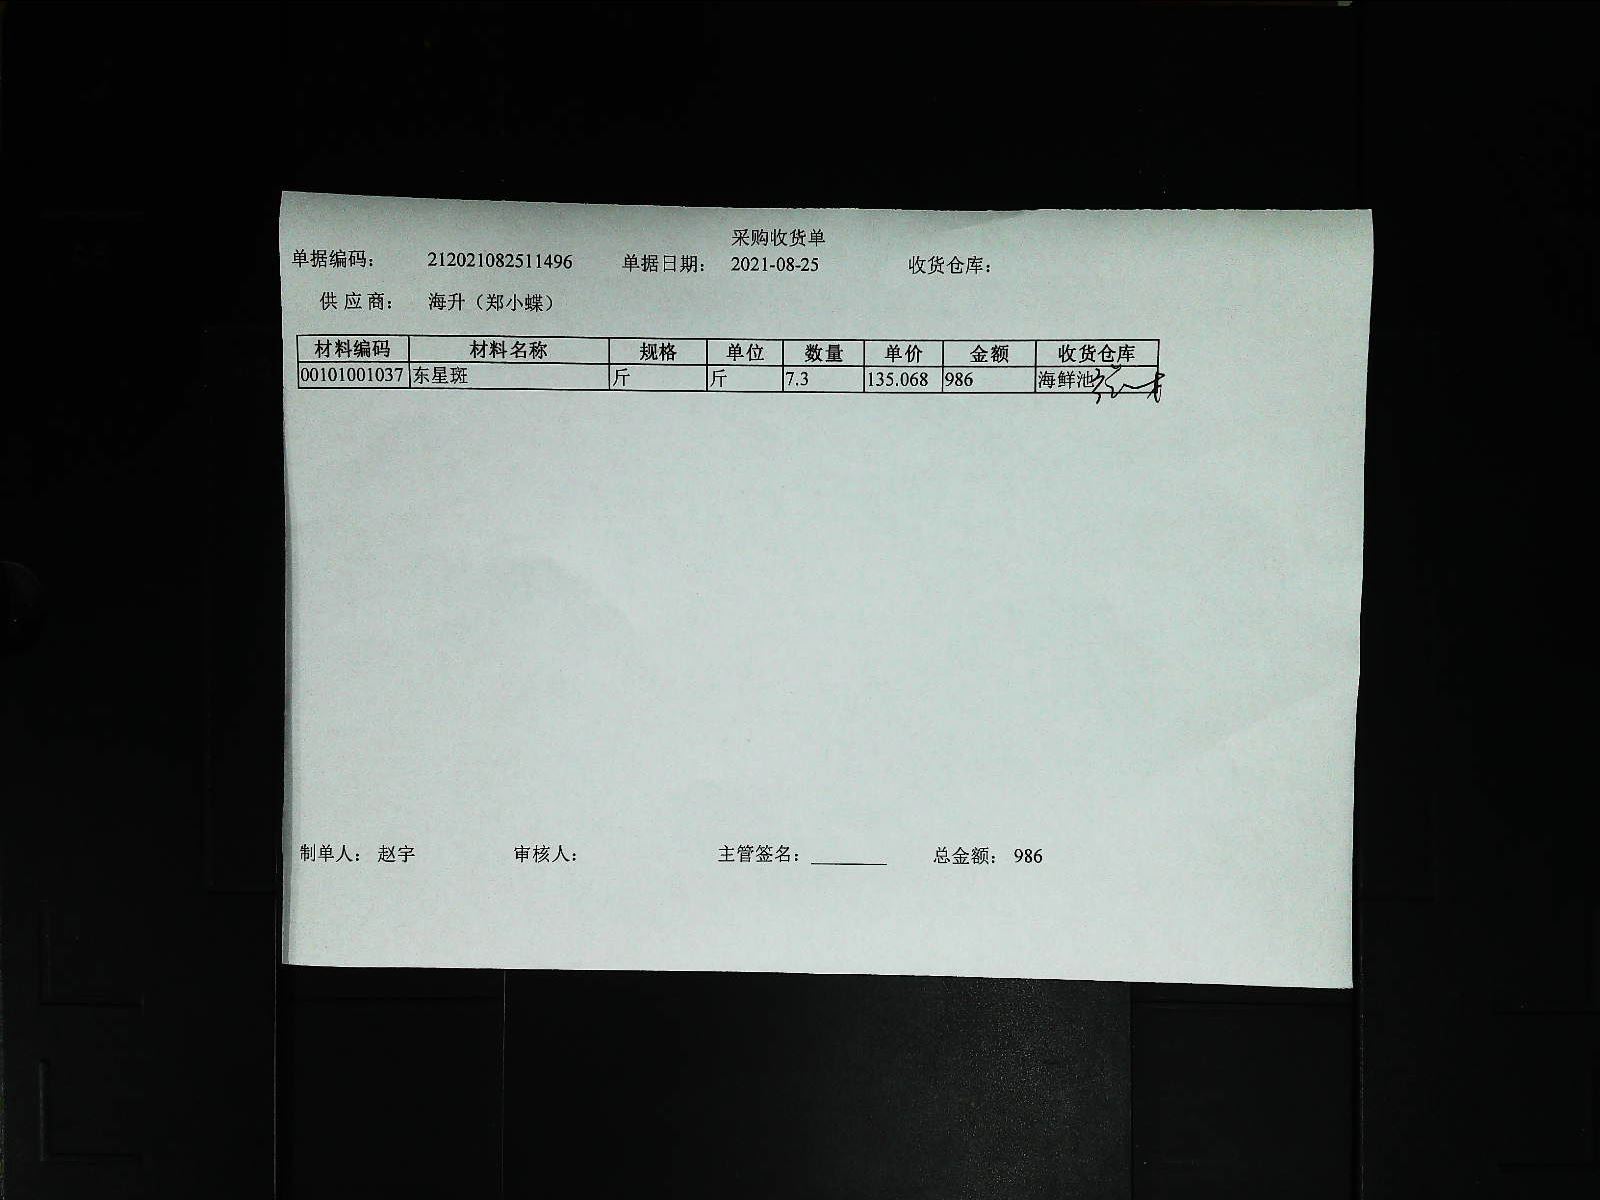 采购收货单
单据编码： 212021082511496 单据日期： 2021-08-25 收货仓库：
供应商： 海升（郑小蝶）
材料编码 材料名称 规格 单位 数量 单价 金额 收货仓库
00101001037 东星斑 斤 斤 7.3 135.068 986 海鲜池
制单人： 赵宇 审核人： 主管签名： 总金额： 986